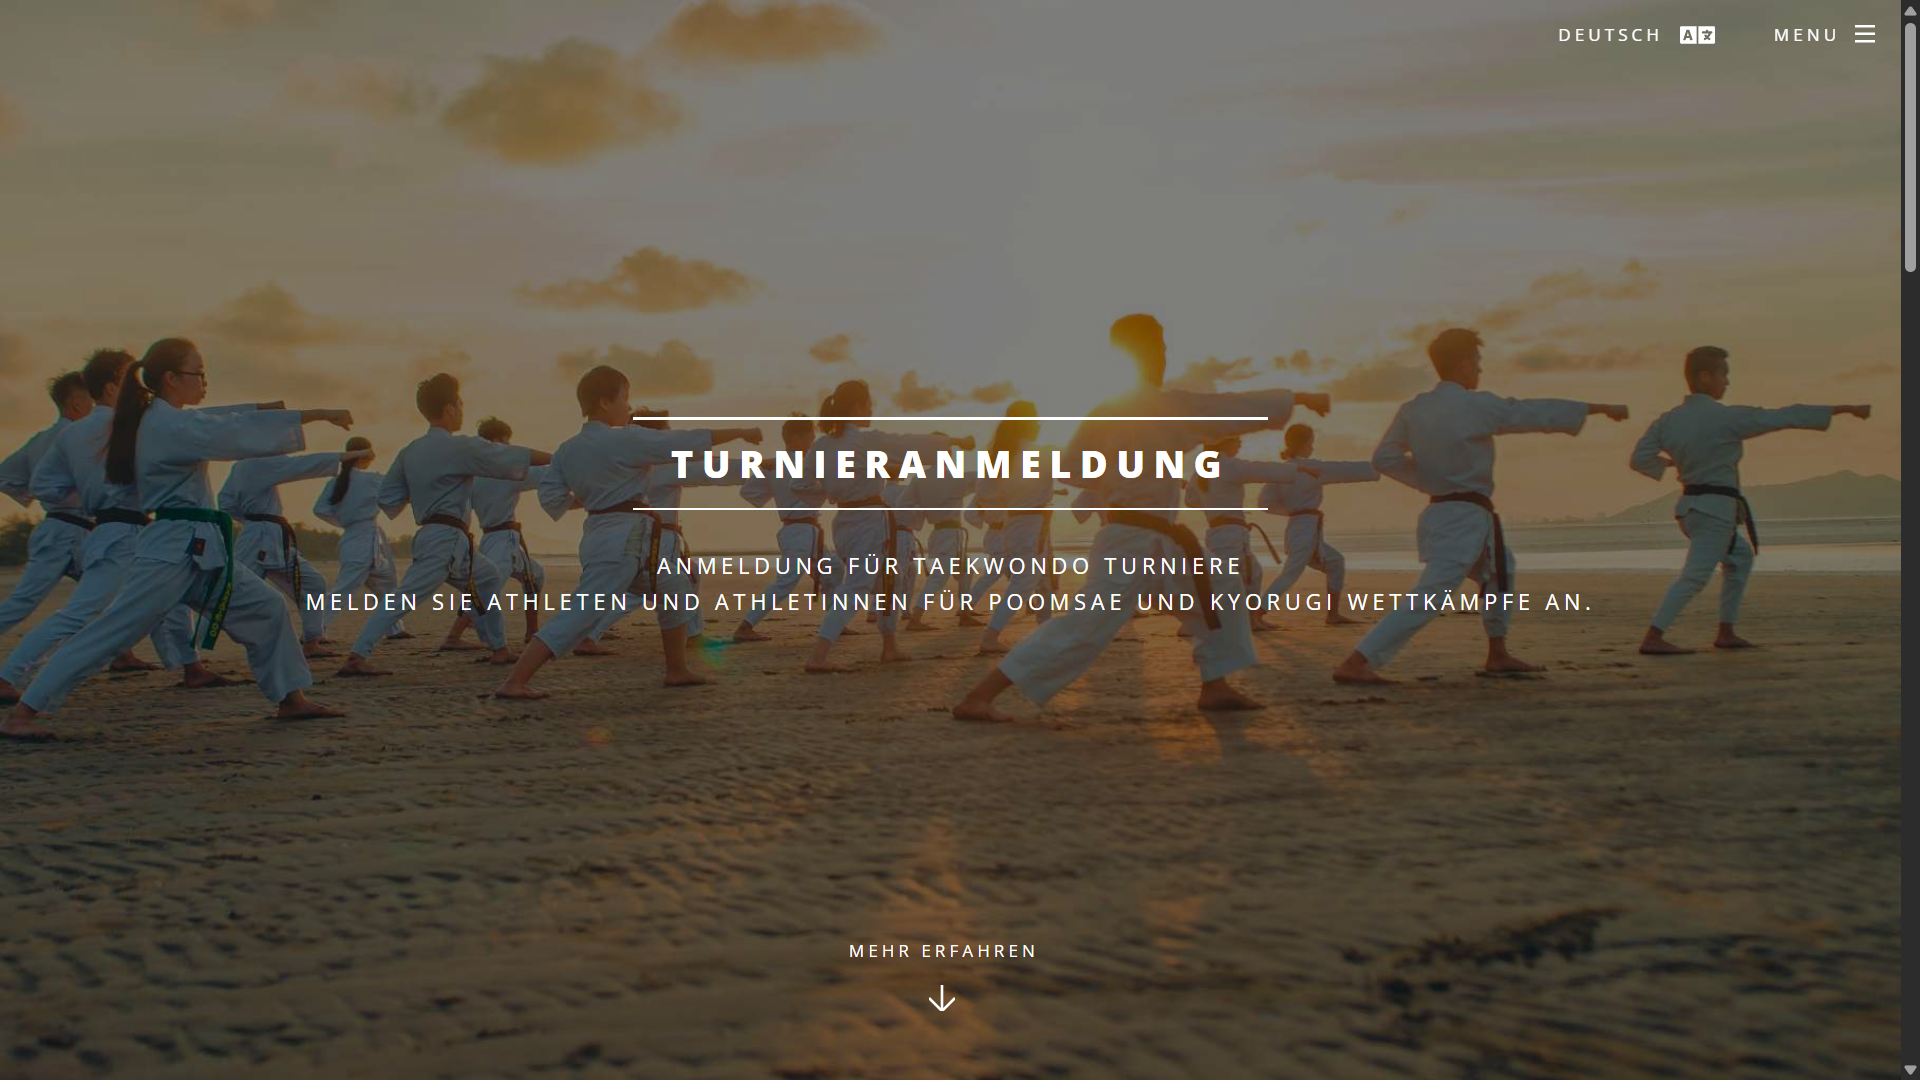 DEUTSCH
MENU
TURNIERANMELDUNG
ANMELDUNG FÜR TAEKWONDO TURNIERE
MELDEN SIE ATHLETEN UND ATHLETINNEN FÜR POOMSAE UND KYORUGI WETTKÄMPFE AN.
MEHR ERFAHREN